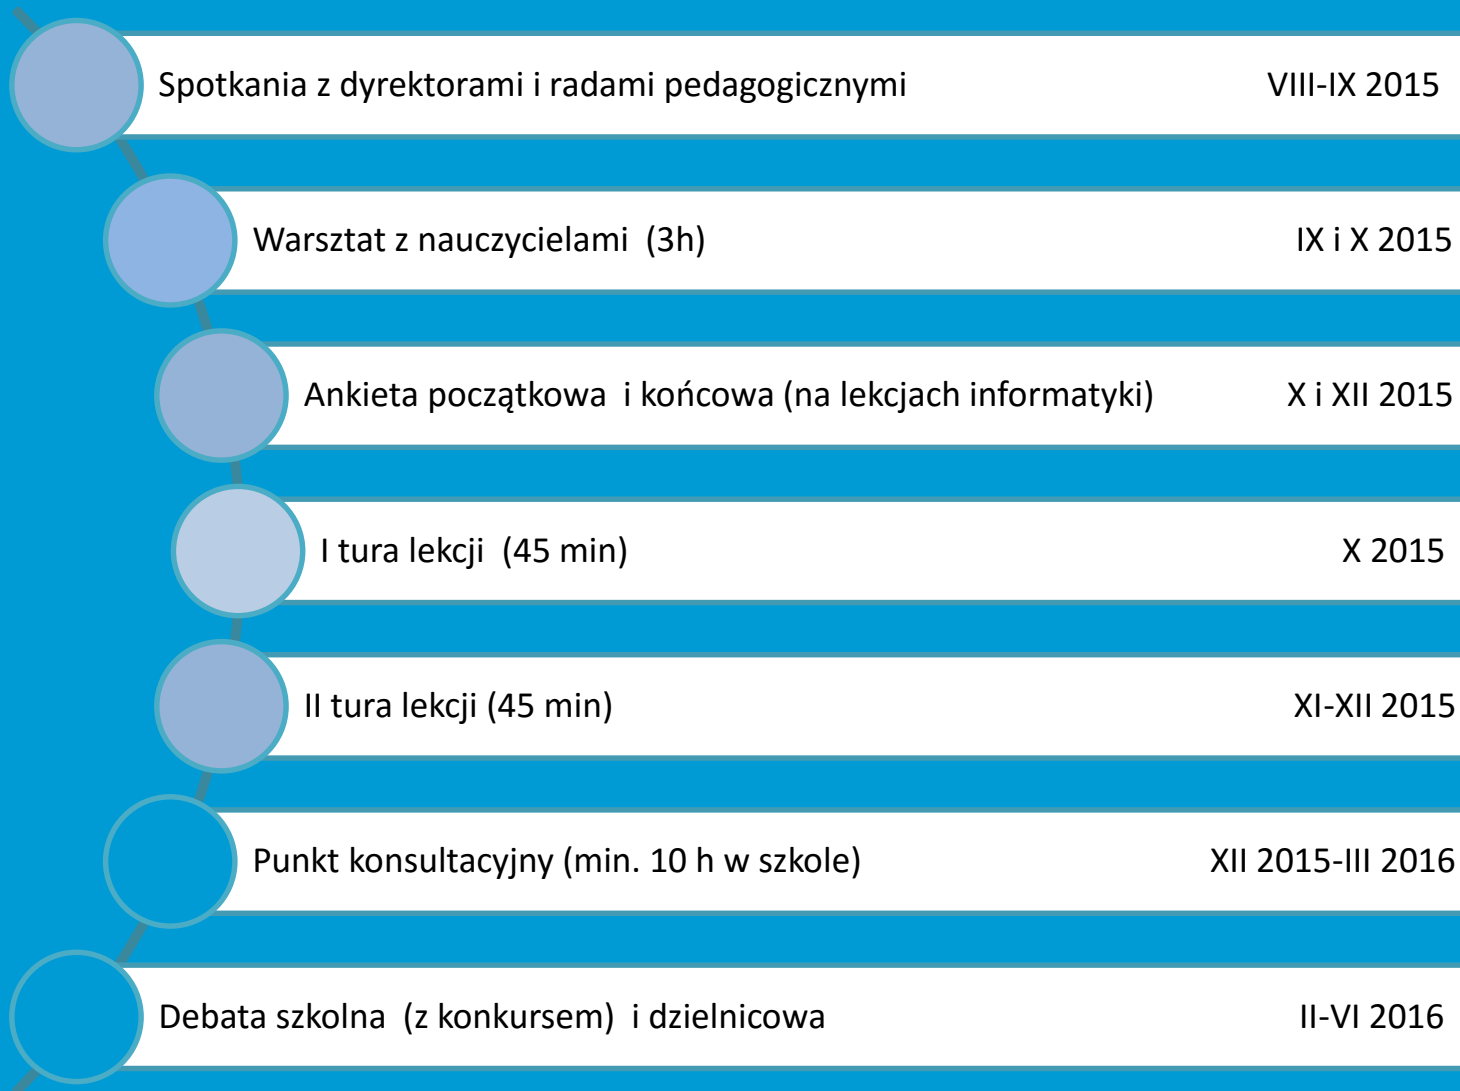 Spotkania z dyrektorami i radami pedagogicznymi VIII-IX 2015
Warsztat z nauczycielami (3h) IX i X 2015
Ankieta początkowa i końcowa (na lekcjach informatyki) X i XII 2015
I tura lekcji (45 min) X 2015
II tura lekcji (45 min) XI-XII 2015
Punkt konsultacyjny (min. 10 h w szkole) XII 2015-III 2016
Debata szkolna (z konkursem) i dzielnicowa II-VI 2016